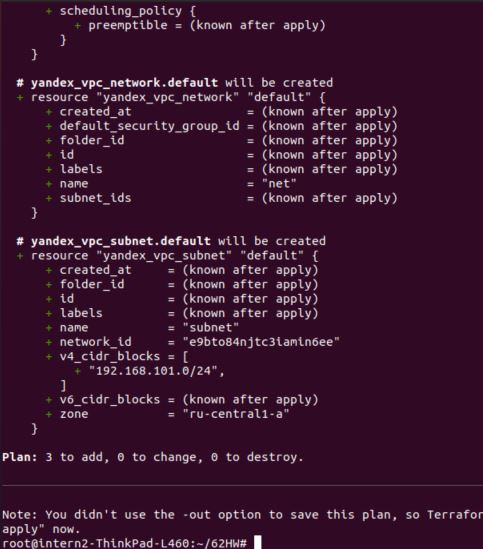 + scheduling_policy {
+ preemptible = (known after apply)
}
}
# yandex_vpc_network.default will be created
+ resource "yandex_vpc_network" "default" {
+ created_at = (known after apply)
+ default_security_group_id = (known after apply)
+ folder_id = (known after apply)
+ id = (known after apply)
+ labels = (known after apply)
+ name = "net"
+ subnet_ids = (known after apply)
}
# yandex_vpc_subnet.default will be created
+ resource "yandex_vpc_subnet" "default" {
+ created_at = (known after apply)
+ folder_id = (known after apply)
+ id = (known after apply)
+ labels = (known after apply)
+ name = "subnet"
+ network_id = "e9bto84njtc3iamin6ee"
+ v4_cidr_blocks = [
+ "192.168.101.0/24",
]
+ v6_cidr_blocks = (known after apply)
+ zone = "ru-central1-a"
}
Plan: 3 to add, 0 to change, 0 to destroy.
Note: You didn't use the -out option to save this plan, so Terrafor
apply" now.
root@intern2-ThinkPad-L460:~/62HW#